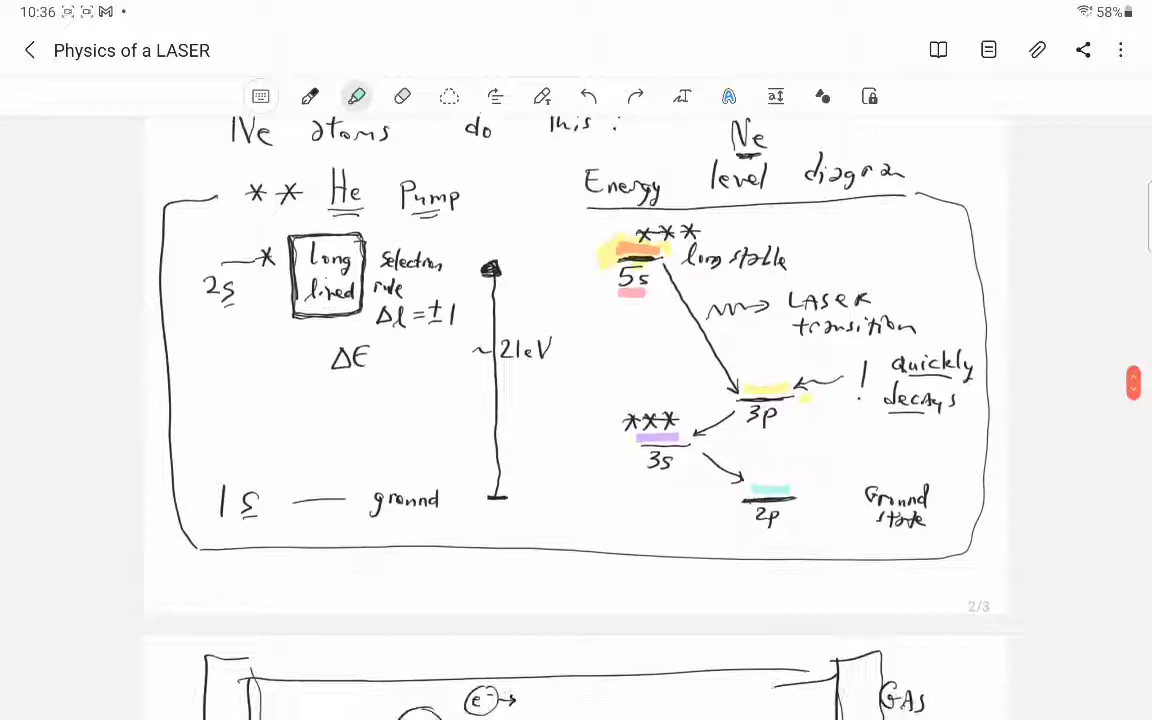 10:36
58%
Physics of a LASER
Ne atoms do this :
** He Pump
2s * Long lived
selection rule
Δl = ±1
ΔE
~ 21eV
1s ground
Ne
Energy level diagram
***
long stable
5s
LASER transition
! quickly decays
3p
***
3s
2p
Ground state
2/3
e⁻
GAS